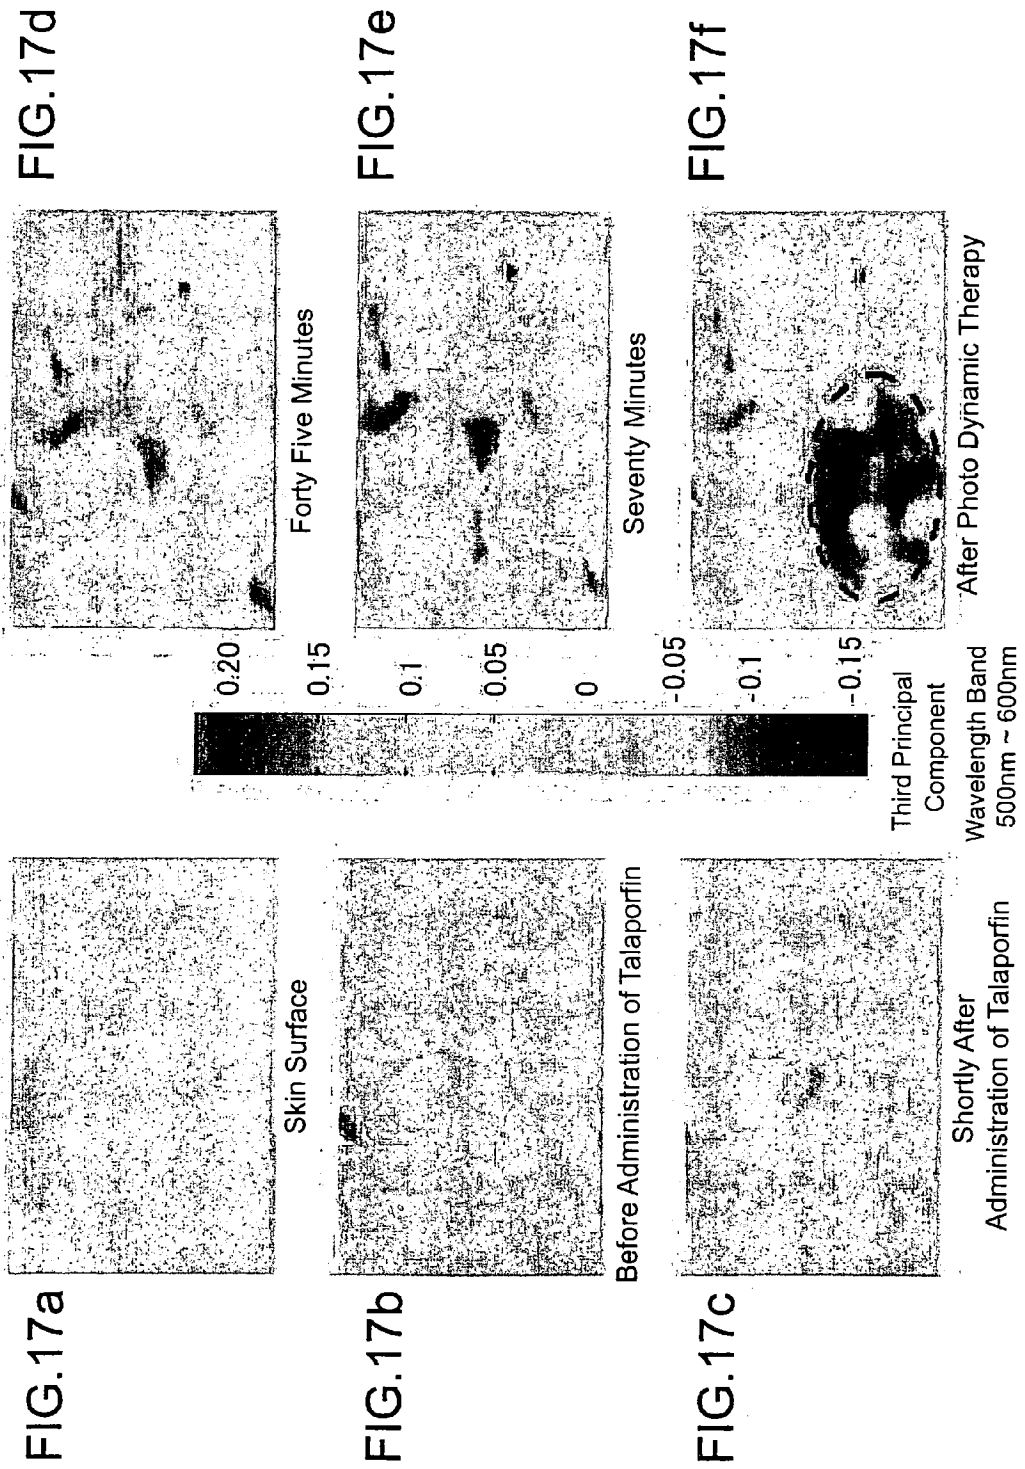 FIG.17a
Skin Surface
FIG.17b
Before Administration of Talaporfin
FIG.17c
Shortly After
Administration of Talaporfin
0.20
0.15
0.1
0.05
0
-0.05
-0.1
-0.15
Third Principal
Component
Wavelength Band
500nm ~ 600nm
FIG.17d
Forty Five Minutes
FIG.17e
Seventy Minutes
FIG.17f
After Photo Dynamic Therapy